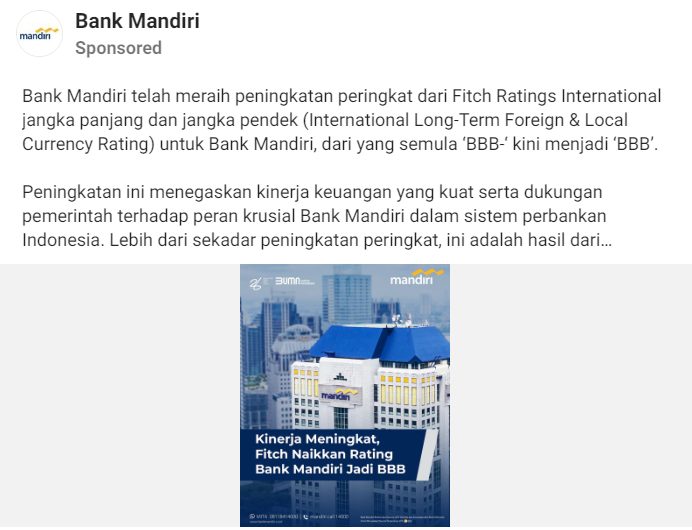 mandiri
Bank Mandiri
Sponsored
Bank Mandiri telah meraih peningkatan peringkat dari Fitch Ratings International
jangka panjang dan jangka pendek (International Long-Term Foreign & Local
Currency Rating) untuk Bank Mandiri, dari yang semula ‘BBB-‘ kini menjadi ‘BBB’.
Peningkatan ini menegaskan kinerja keuangan yang kuat serta dukungan
pemerintah terhadap peran krusial Bank Mandiri dalam sistem perbankan
Indonesia. Lebih dari sekadar peningkatan peringkat, ini adalah hasil dari...
BUMN
mandiri
mandiri
Kinerja Meningkat,
Fitch Naikkan Rating
Bank Mandiri Jadi BBB
mandiri call 14000